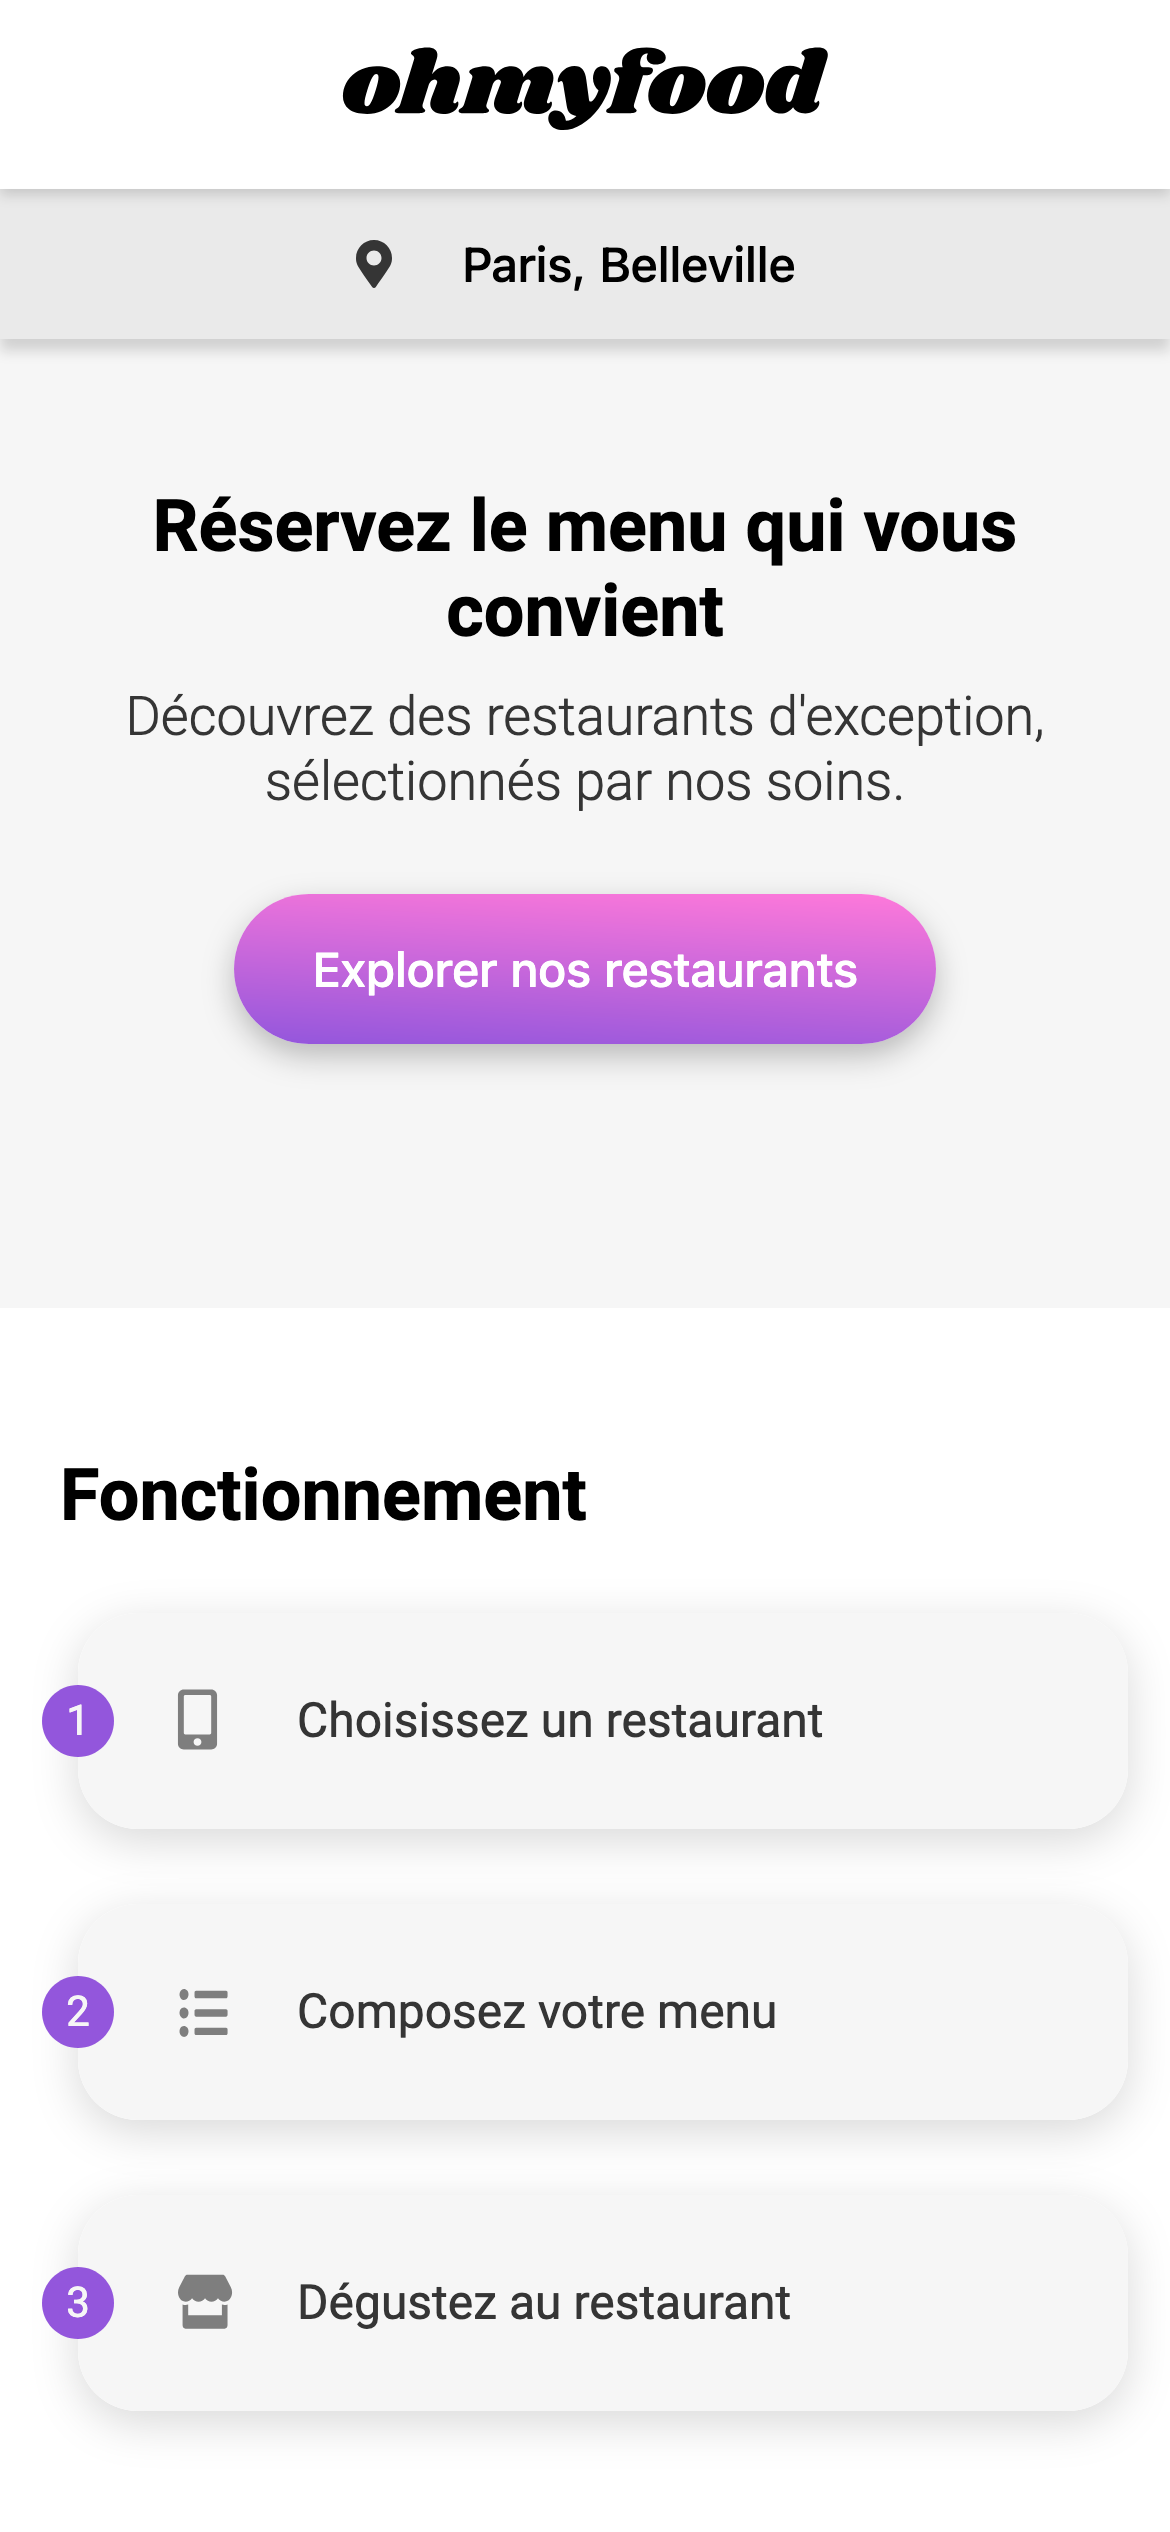 ohmyfood
Paris, Belleville
Réservez le menu qui vous
convient
Découvrez des restaurants d'exception,
sélectionnés par nos soins.
Explorer nos restaurants
Fonctionnement
1 Choisissez un restaurant
2 Composez votre menu
3 Dégustez au restaurant